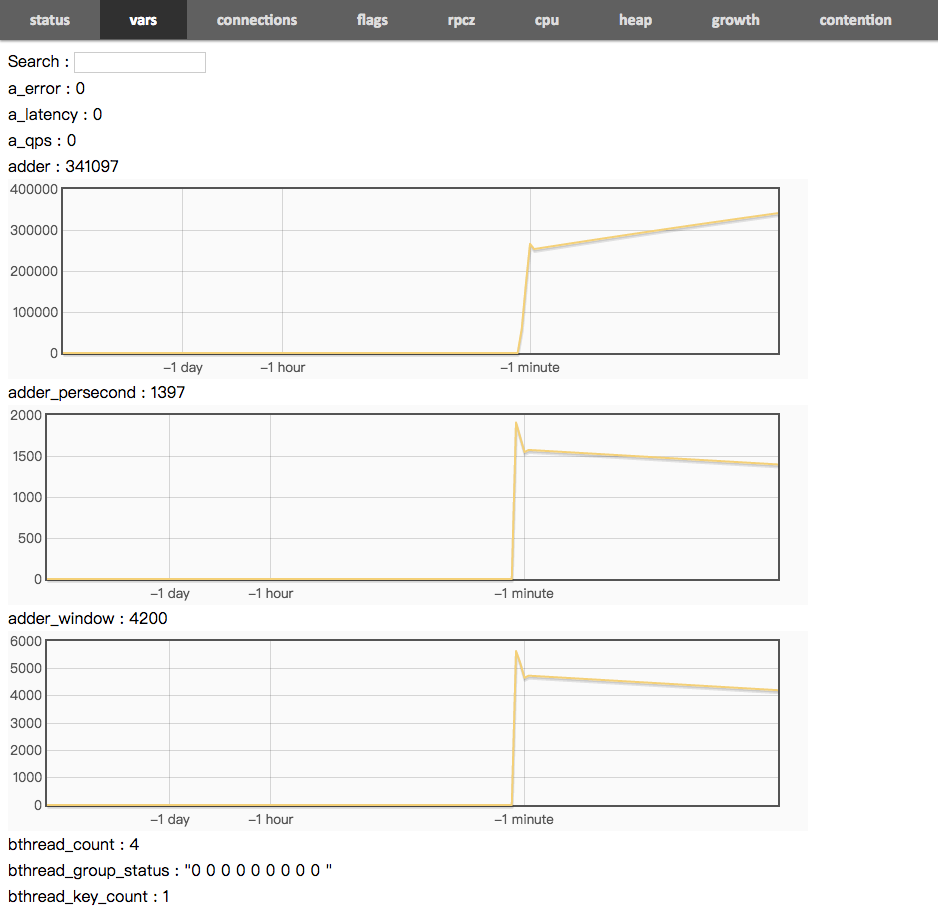 status vars connections flags rpcz cpu heap growth contention
Search :
a_error : 0
a_latency : 0
a_qps : 0
adder : 341097
400000
300000
200000
100000
0
−1 day −1 hour −1 minute
adder_persecond : 1397
2000
1500
1000
500
0
−1 day −1 hour −1 minute
adder_window : 4200
6000
5000
4000
3000
2000
1000
0
−1 day −1 hour −1 minute
bthread_count : 4
bthread_group_status : "0 0 0 0 0 0 0 0 0 "
bthread_key_count : 1